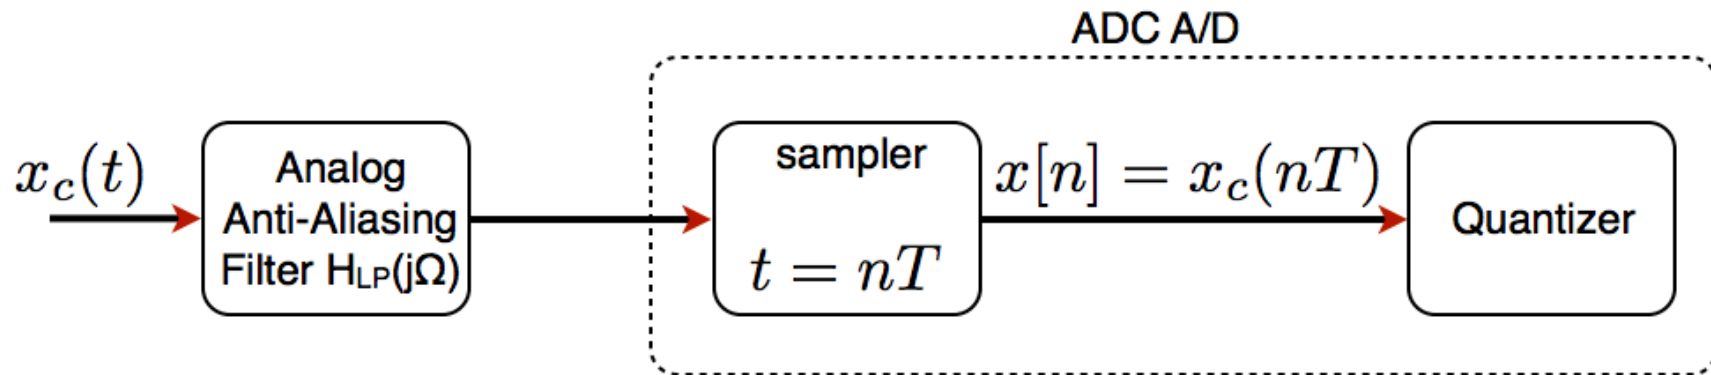 ADC A/D
x_c(t)
Analog
Anti-Aliasing
Filter H_LP(jΩ)
sampler
t = nT
x[n] = x_c(nT)
Quantizer